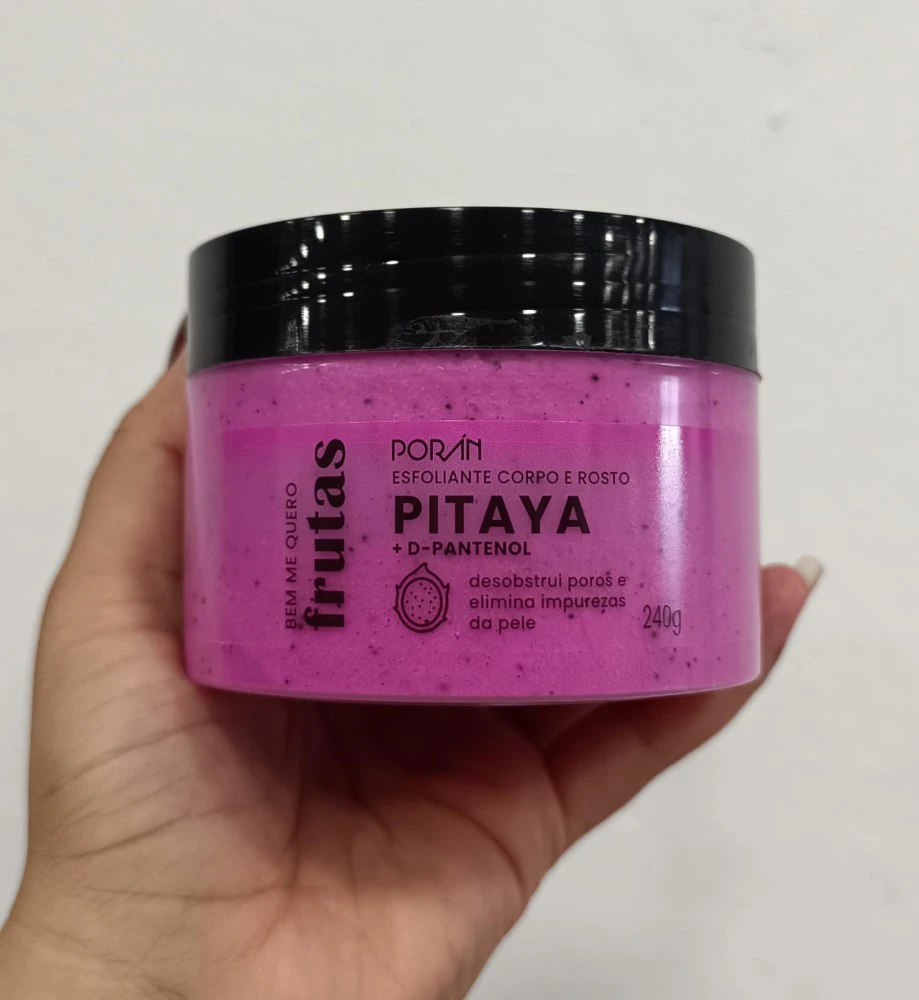 BEM ME QUERO
frutas
PORÁN
ESFOLIANTE CORPO E ROSTO
PITAYA
+ D-PANTENOL
desobstrui poros e
elimina impurezas
da pele
240g